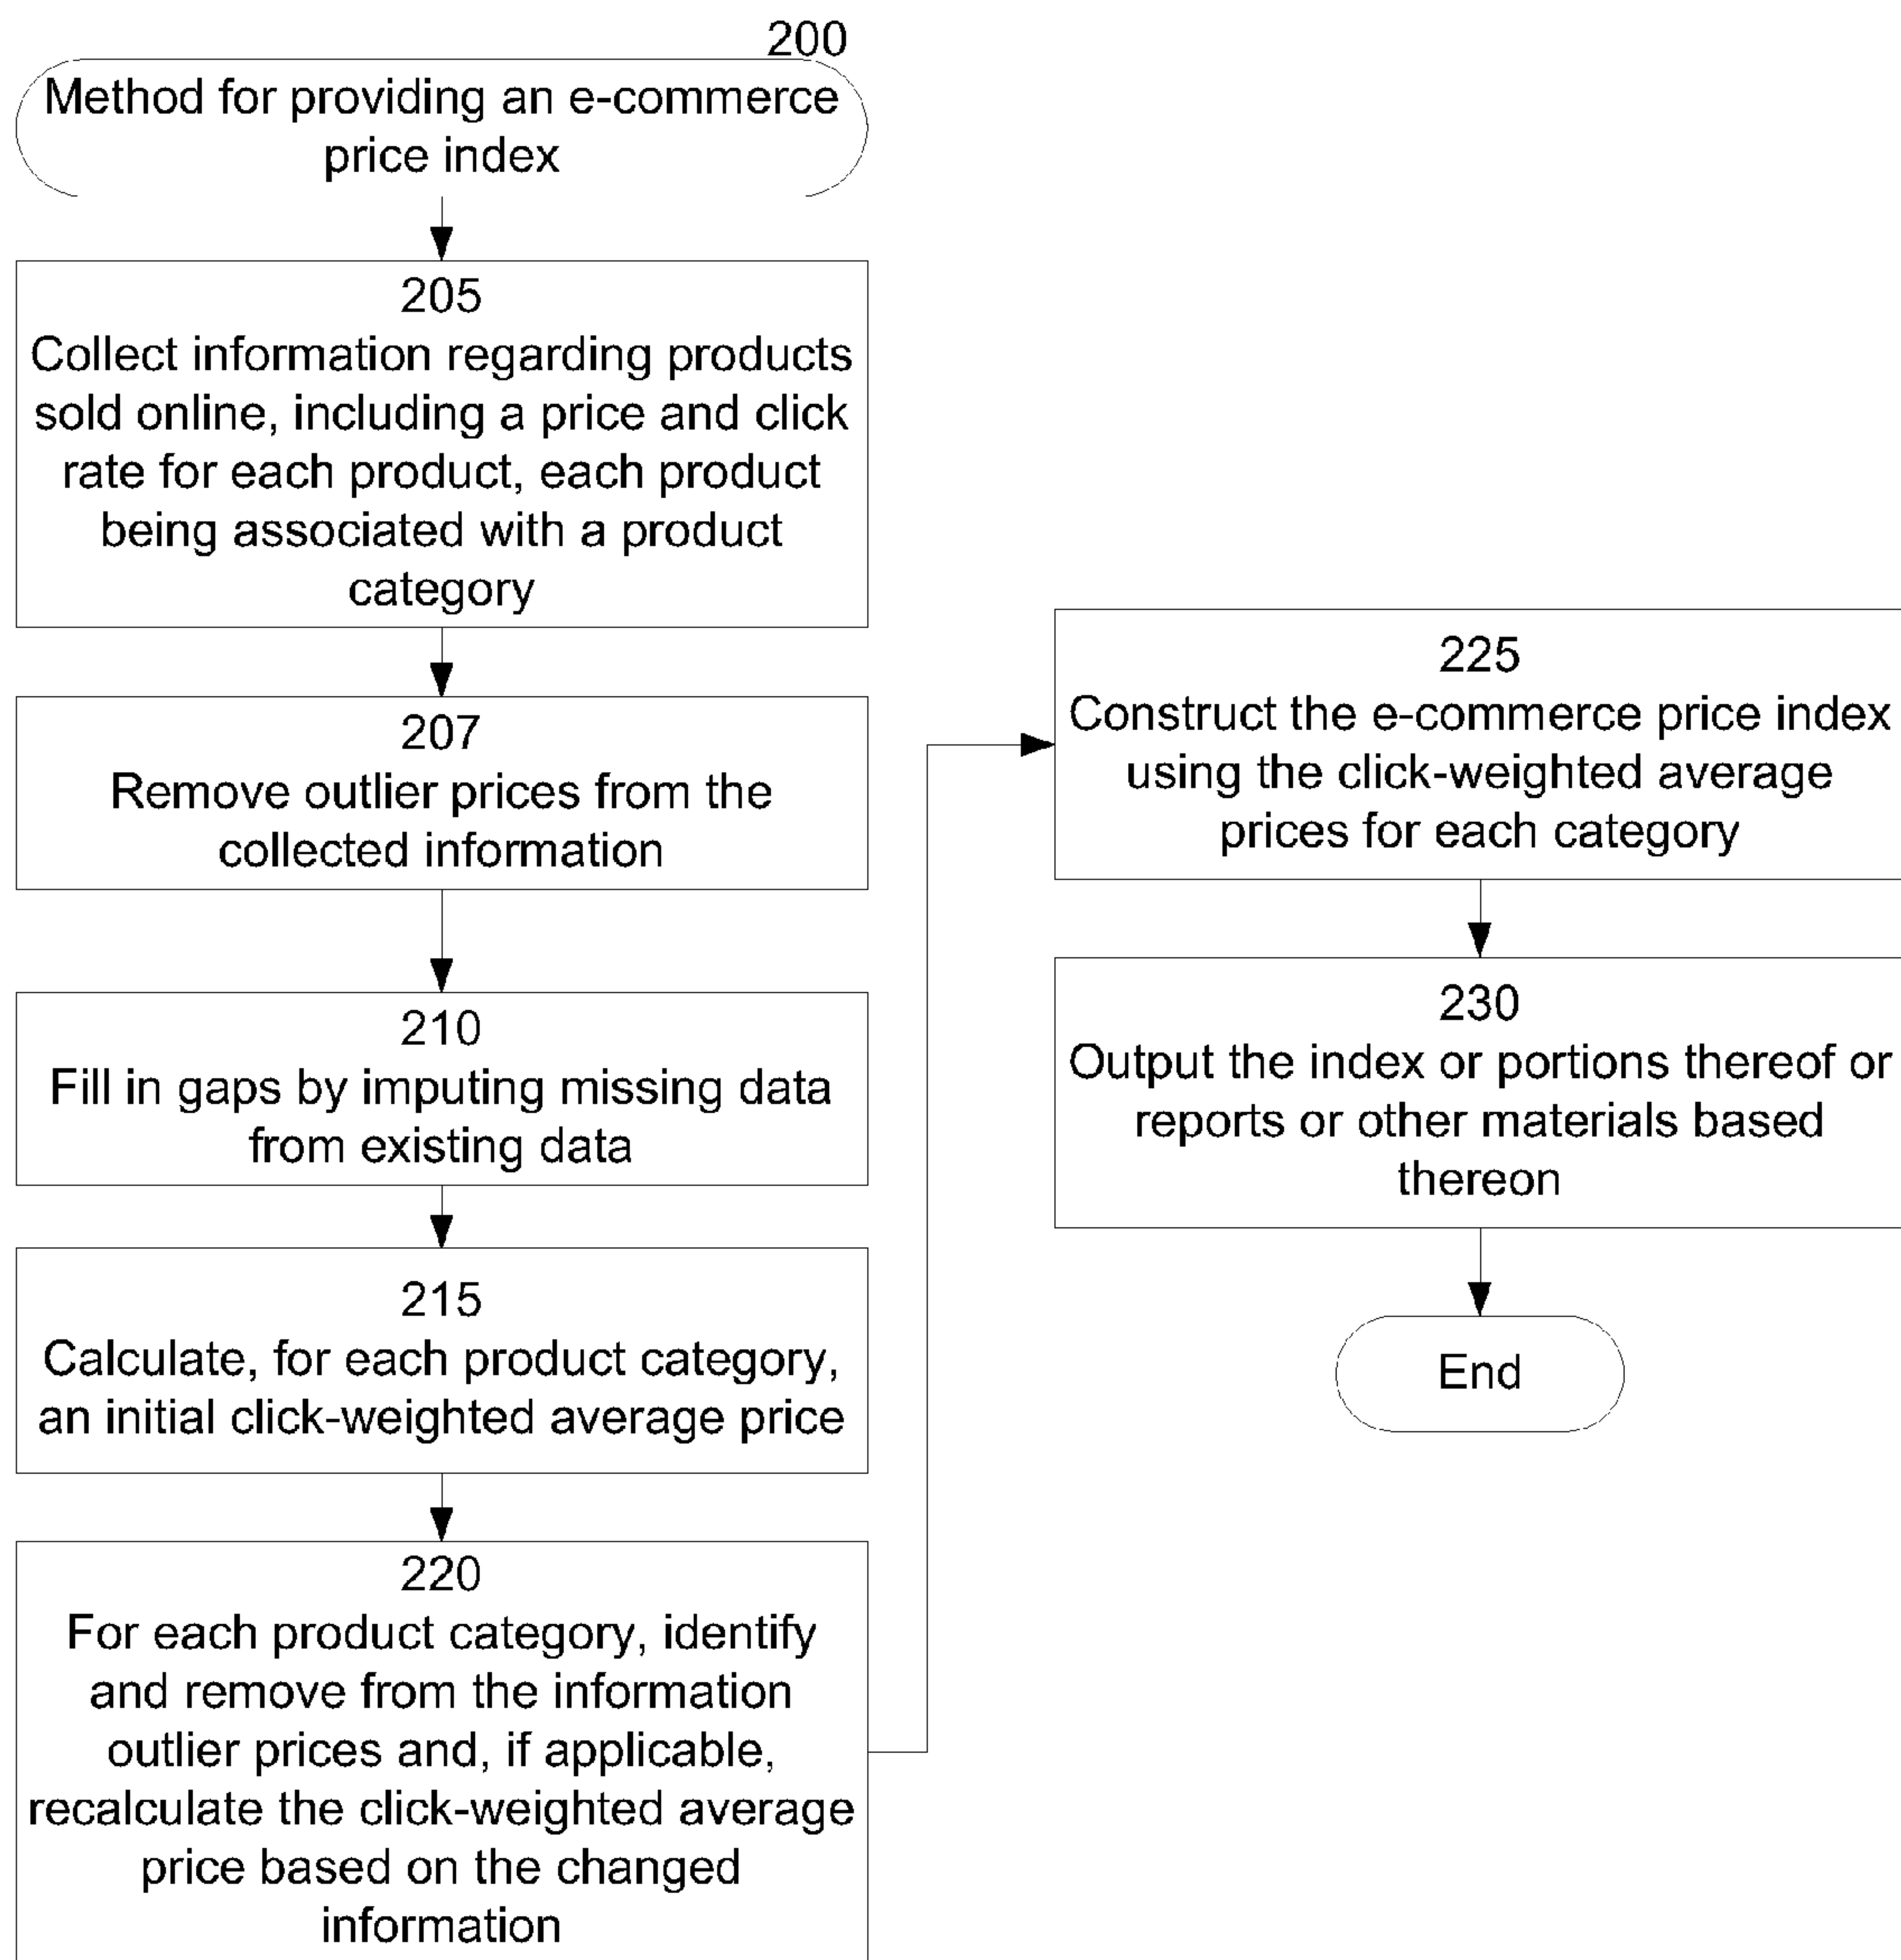 200
Method for providing an e-commerce
price index
205
Collect information regarding products
sold online, including a price and click
rate for each product, each product
being associated with a product
category
207
Remove outlier prices from the
collected information
210
Fill in gaps by imputing missing data
from existing data
215
Calculate, for each product category,
an initial click-weighted average price
220
For each product category, identify
and remove from the information
outlier prices and, if applicable,
recalculate the click-weighted average
price based on the changed
information
225
Construct the e-commerce price index
using the click-weighted average
prices for each category
230
Output the index or portions thereof or
reports or other materials based
thereon
End